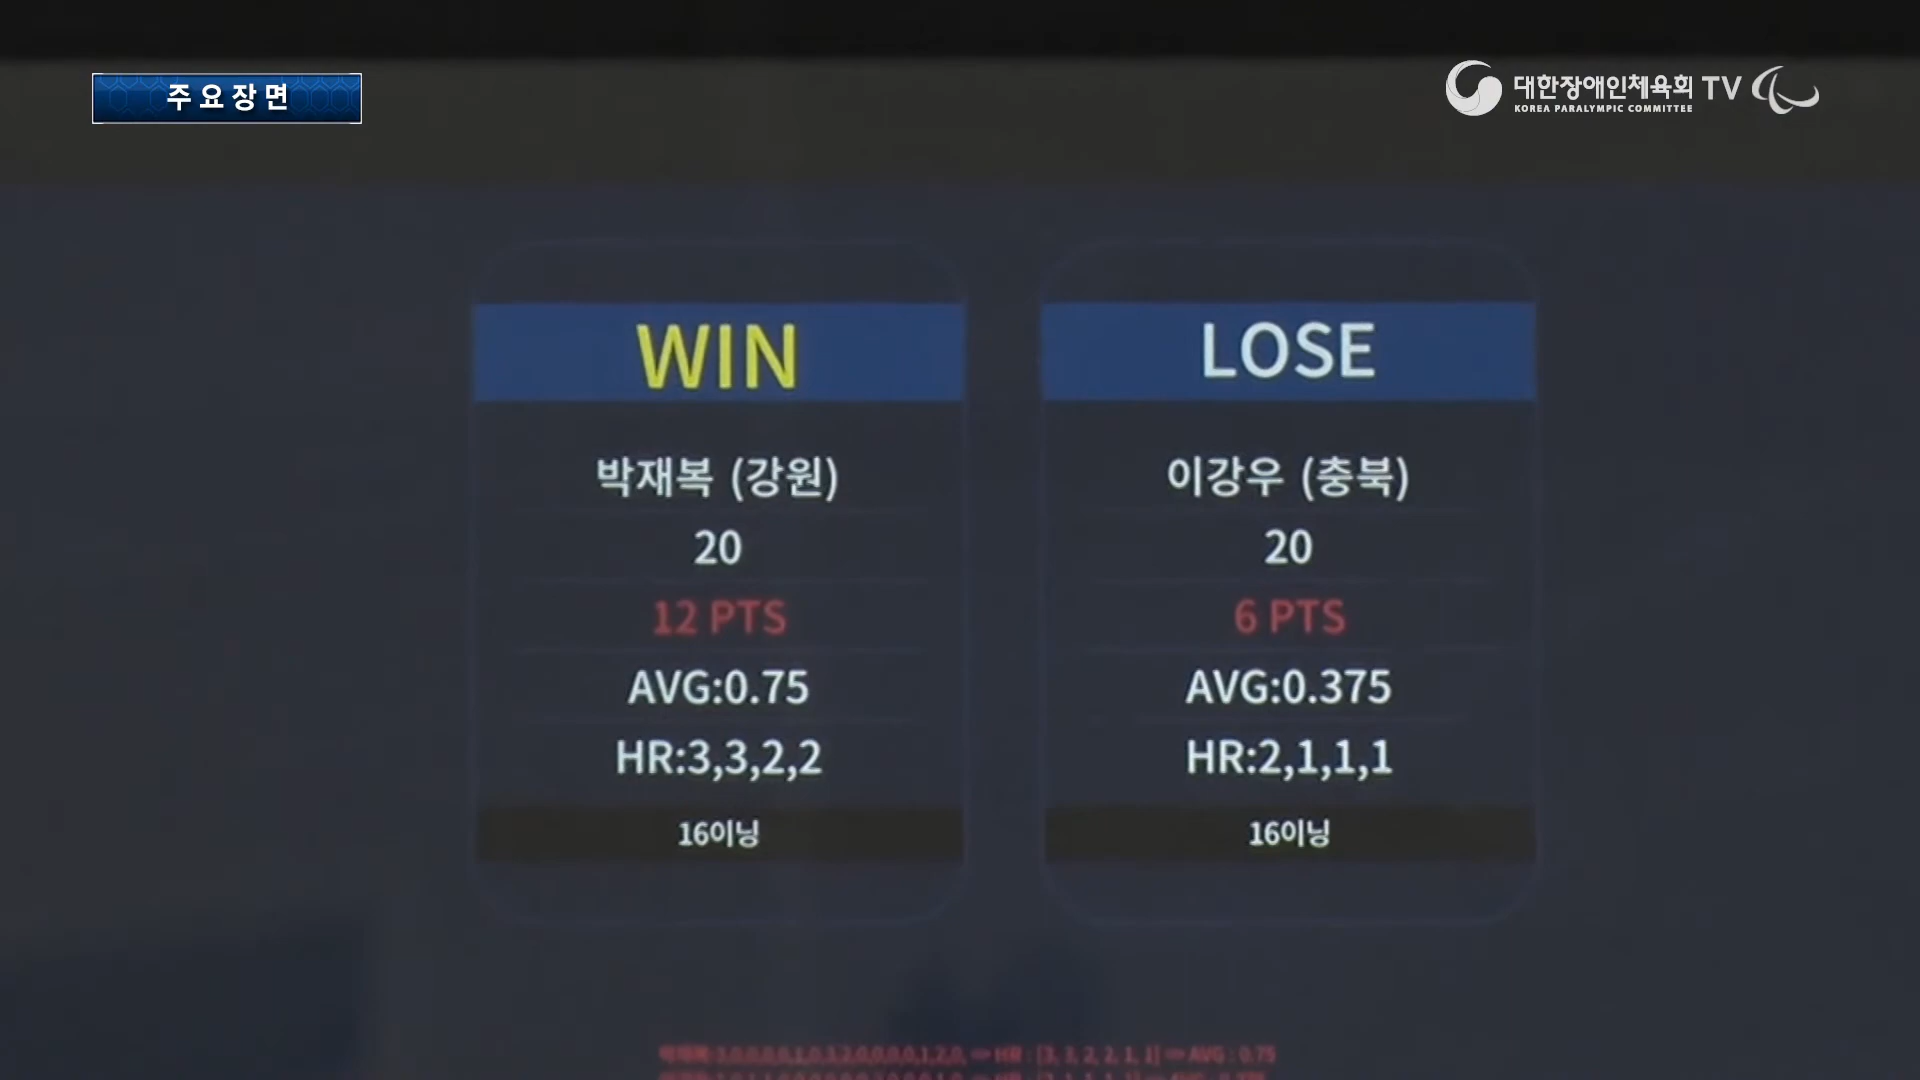 주요장면
대한장애인체육회 TV
KOREA PARALYMPIC COMMITTEE
WIN
박재복 (강원)
20
12 PTS
AVG:0.75
HR:3,3,2,2
16이닝
LOSE
이강우 (충북)
20
6 PTS
AVG:0.375
HR:2,1,1,1
16이닝